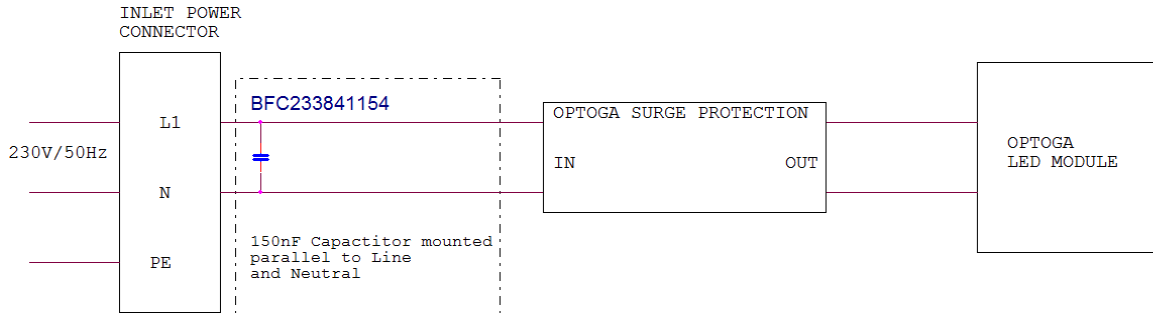 INLET POWER
CONNECTOR
BFC233841154
L1
OPTOGA SURGE PROTECTION
230V/50Hz
OPTOGA
LED MODULE
IN
OUT
N
150nF Capactitor mounted
parallel to Line
and Neutral
PE